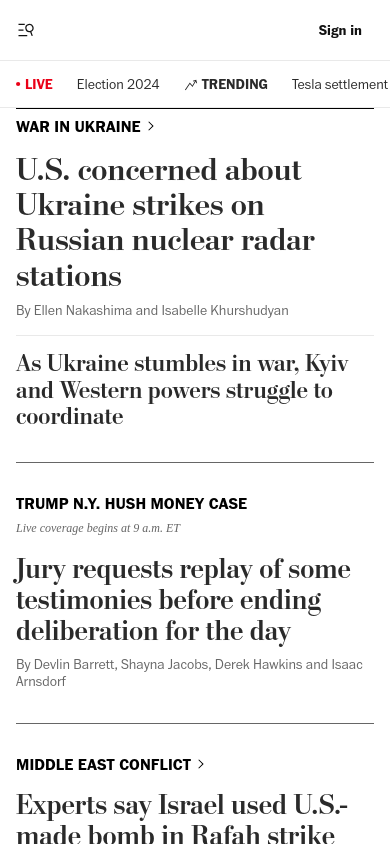 Sign in
LIVE
Election 2024
TRENDING
Tesla settlement
WAR IN UKRAINE
U.S. concerned about
Ukraine strikes on
Russian nuclear radar
stations
By Ellen Nakashima and Isabelle Khurshudyan
As Ukraine stumbles in war, Kyiv
and Western powers struggle to
coordinate
TRUMP N.Y. HUSH MONEY CASE
Live coverage begins at 9 a.m. ET
Jury requests replay of some
testimonies before ending
deliberation for the day
By Devlin Barrett, Shayna Jacobs, Derek Hawkins and Isaac
Arnsdorf
MIDDLE EAST CONFLICT
Experts say Israel used U.S.-
made bomb in Rafah strike